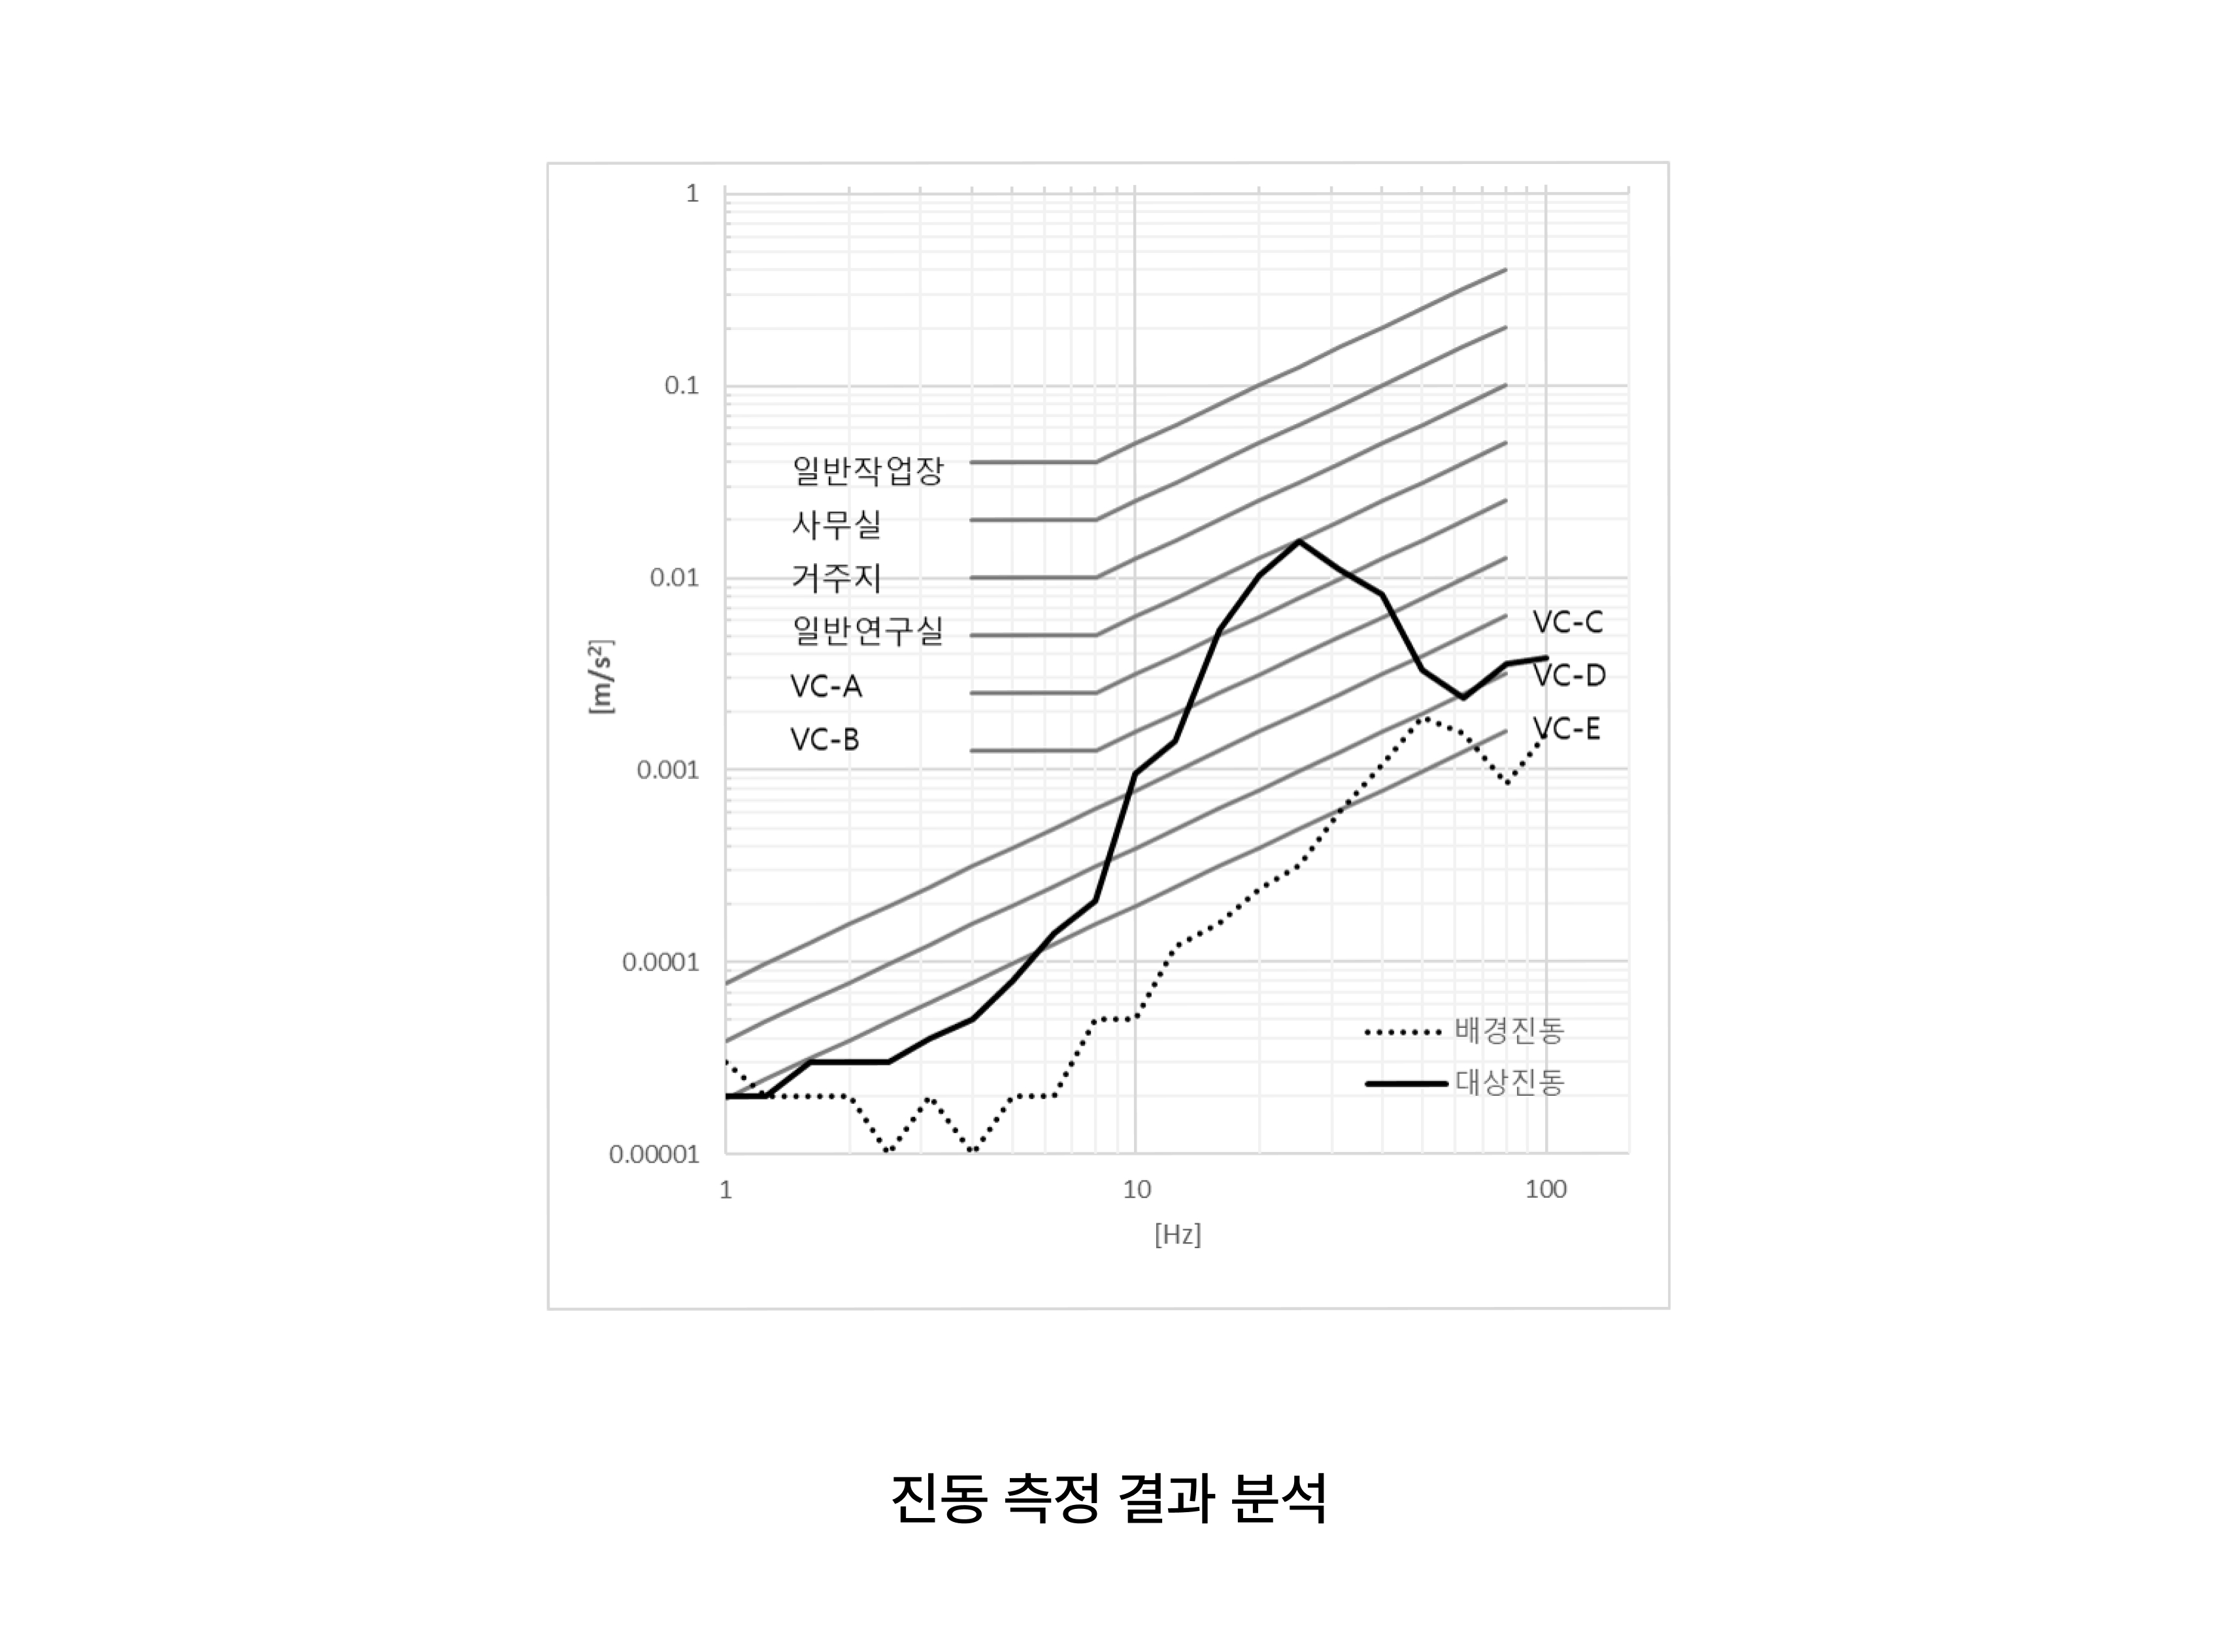 1
0.1
일반작업장
사무실
0.01
거주지
일반연구실
VC-C
[m/s²]
VC-A
VC-D
VC-B
VC-E
0.001
0.0001
배경진동
대상진동
0.00001
1
10
100
[Hz]
진동 측정 결과 분석